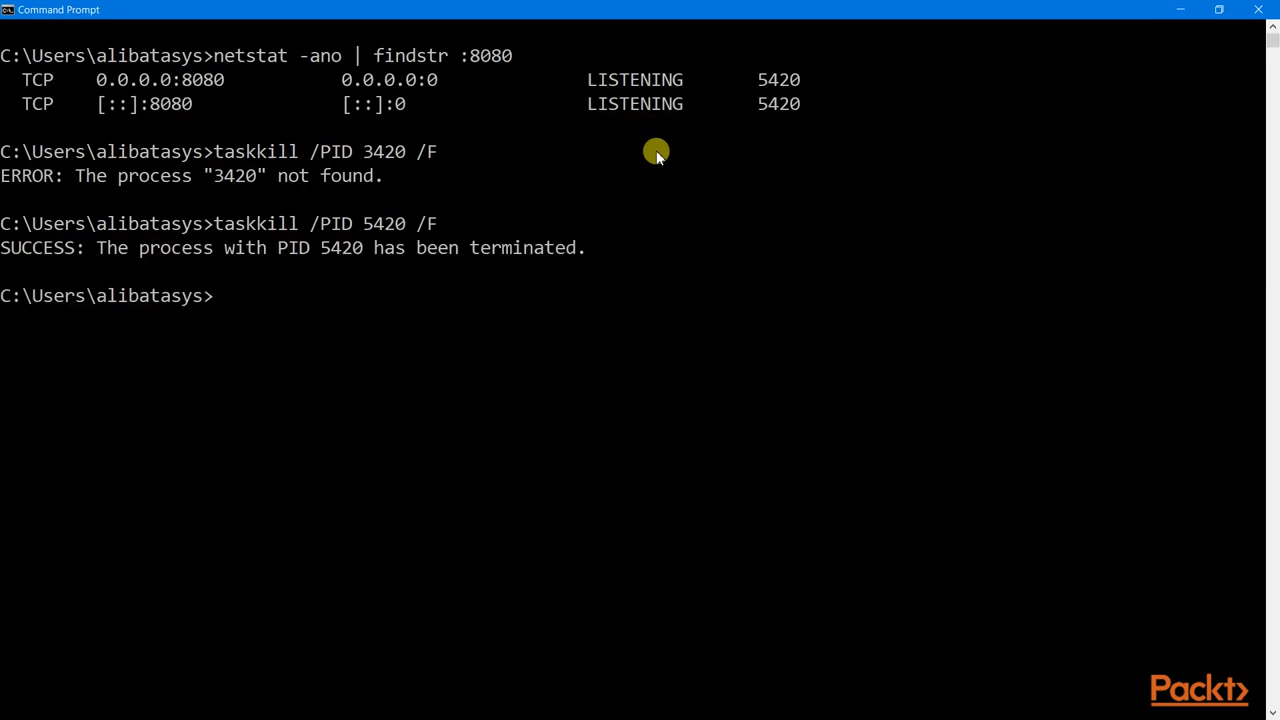 Command Prompt
C:\Users\alibatasys>netstat -ano | findstr :8080
TCP 0.0.0.0:8080 0.0.0.0:0 LISTENING 5420
TCP [::]:8080 [::]:0 LISTENING 5420
C:\Users\alibatasys>taskkill /PID 3420 /F
ERROR: The process "3420" not found.
C:\Users\alibatasys>taskkill /PID 5420 /F
SUCCESS: The process with PID 5420 has been terminated.
C:\Users\alibatasys>
Packt>